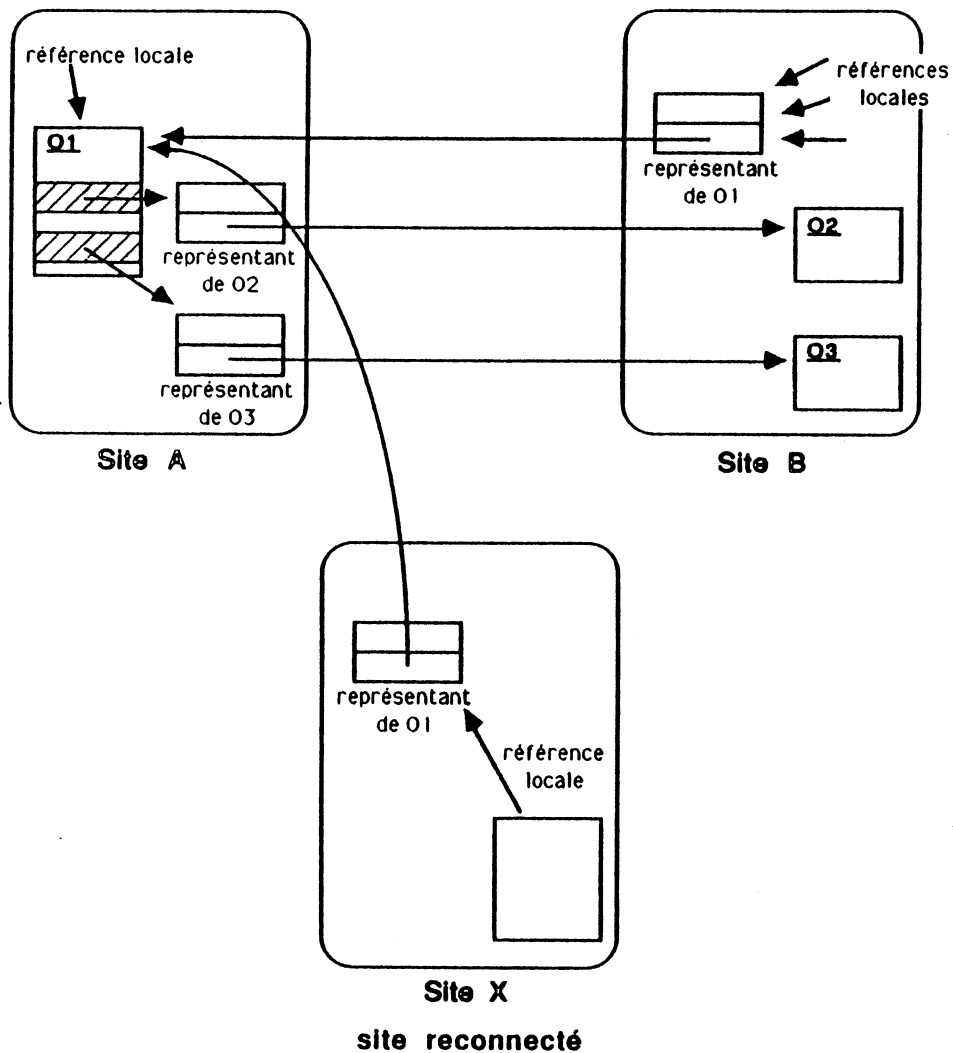 référence locale
O1
représentant
de O2
représentant
de O3
Site A
références
locales
représentant
de O1
O2
O3
Site B
représentant
de O1
référence
locale
Site X
site reconnecté